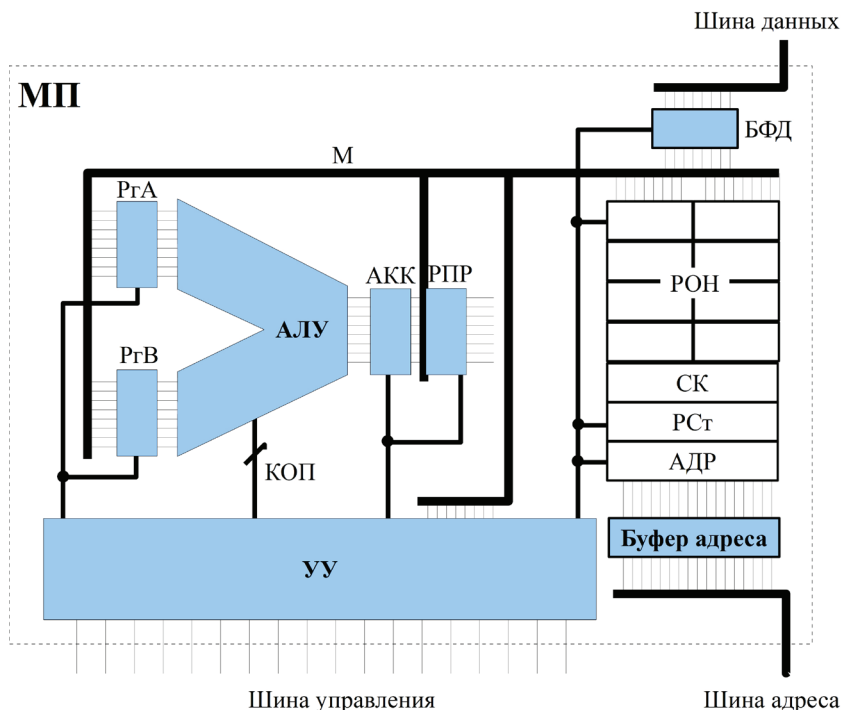 Шина данных
МП
БФД
М
РгА
АКК
РПР
РОН
АЛУ
РгВ
СК
РСт
КОП
АДР
Буфер адреса
УУ
Шина управления
Шина адреса